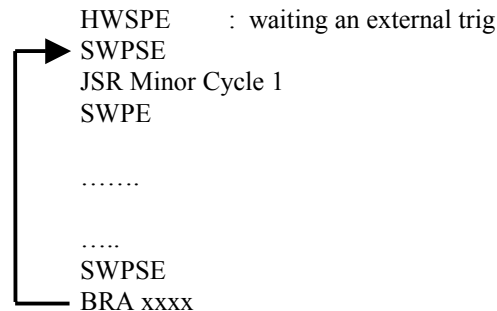 HWSPE : waiting an external trig
SWPSE
JSR Minor Cycle 1
SWPE
…….
…..
SWPSE
BRA xxxx